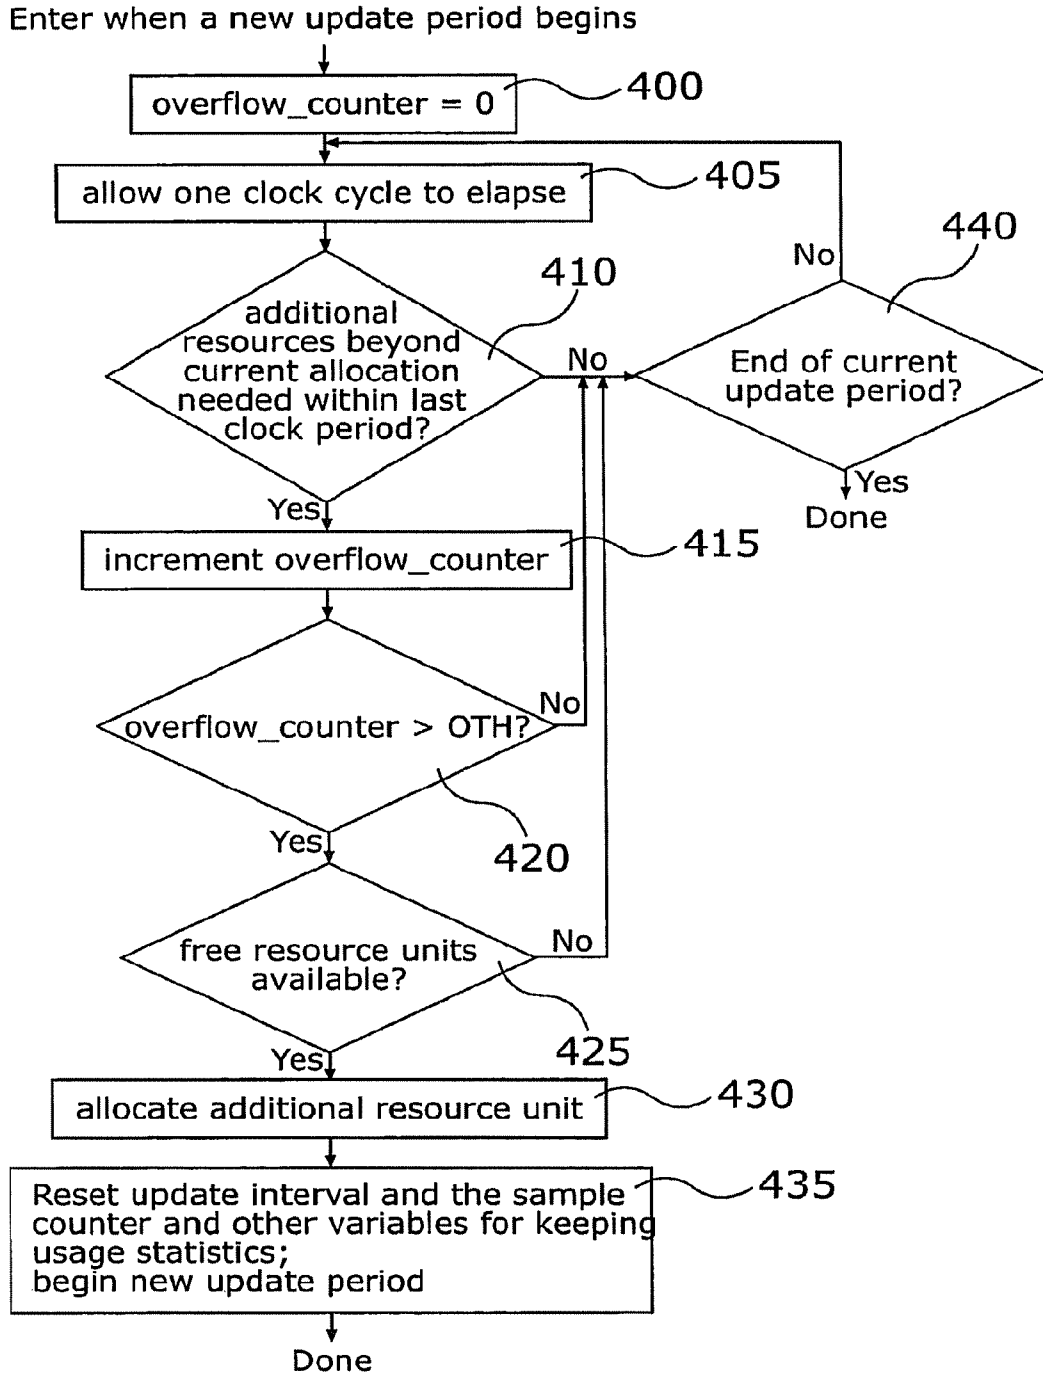 Enter when a new update period begins
overflow_counter = 0
400
allow one clock cycle to elapse
405
440
No
410
additional
resources beyond
current allocation
needed within last
clock period?
No
End of current
update period?
Yes
Done
Yes
increment overflow_counter
415
No
overflow_counter > OTH?
Yes
420
No
free resource units
available?
425
Yes
allocate additional resource unit
430
435
Reset update interval and the sample
counter and other variables for keeping
usage statistics;
begin new update period
Done